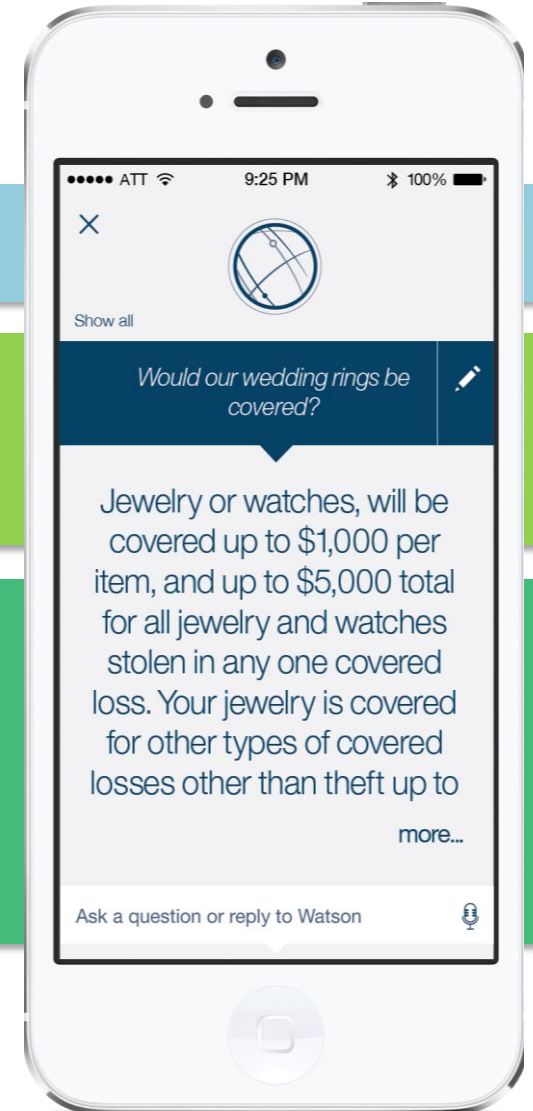 ATT 9:25 PM 100%
Show all
Would our wedding rings be
covered?
Jewelry or watches, will be
covered up to $1,000 per
item, and up to $5,000 total
for all jewelry and watches
stolen in any one covered
loss. Your jewelry is covered
for other types of covered
losses other than theft up to
more...
Ask a question or reply to Watson